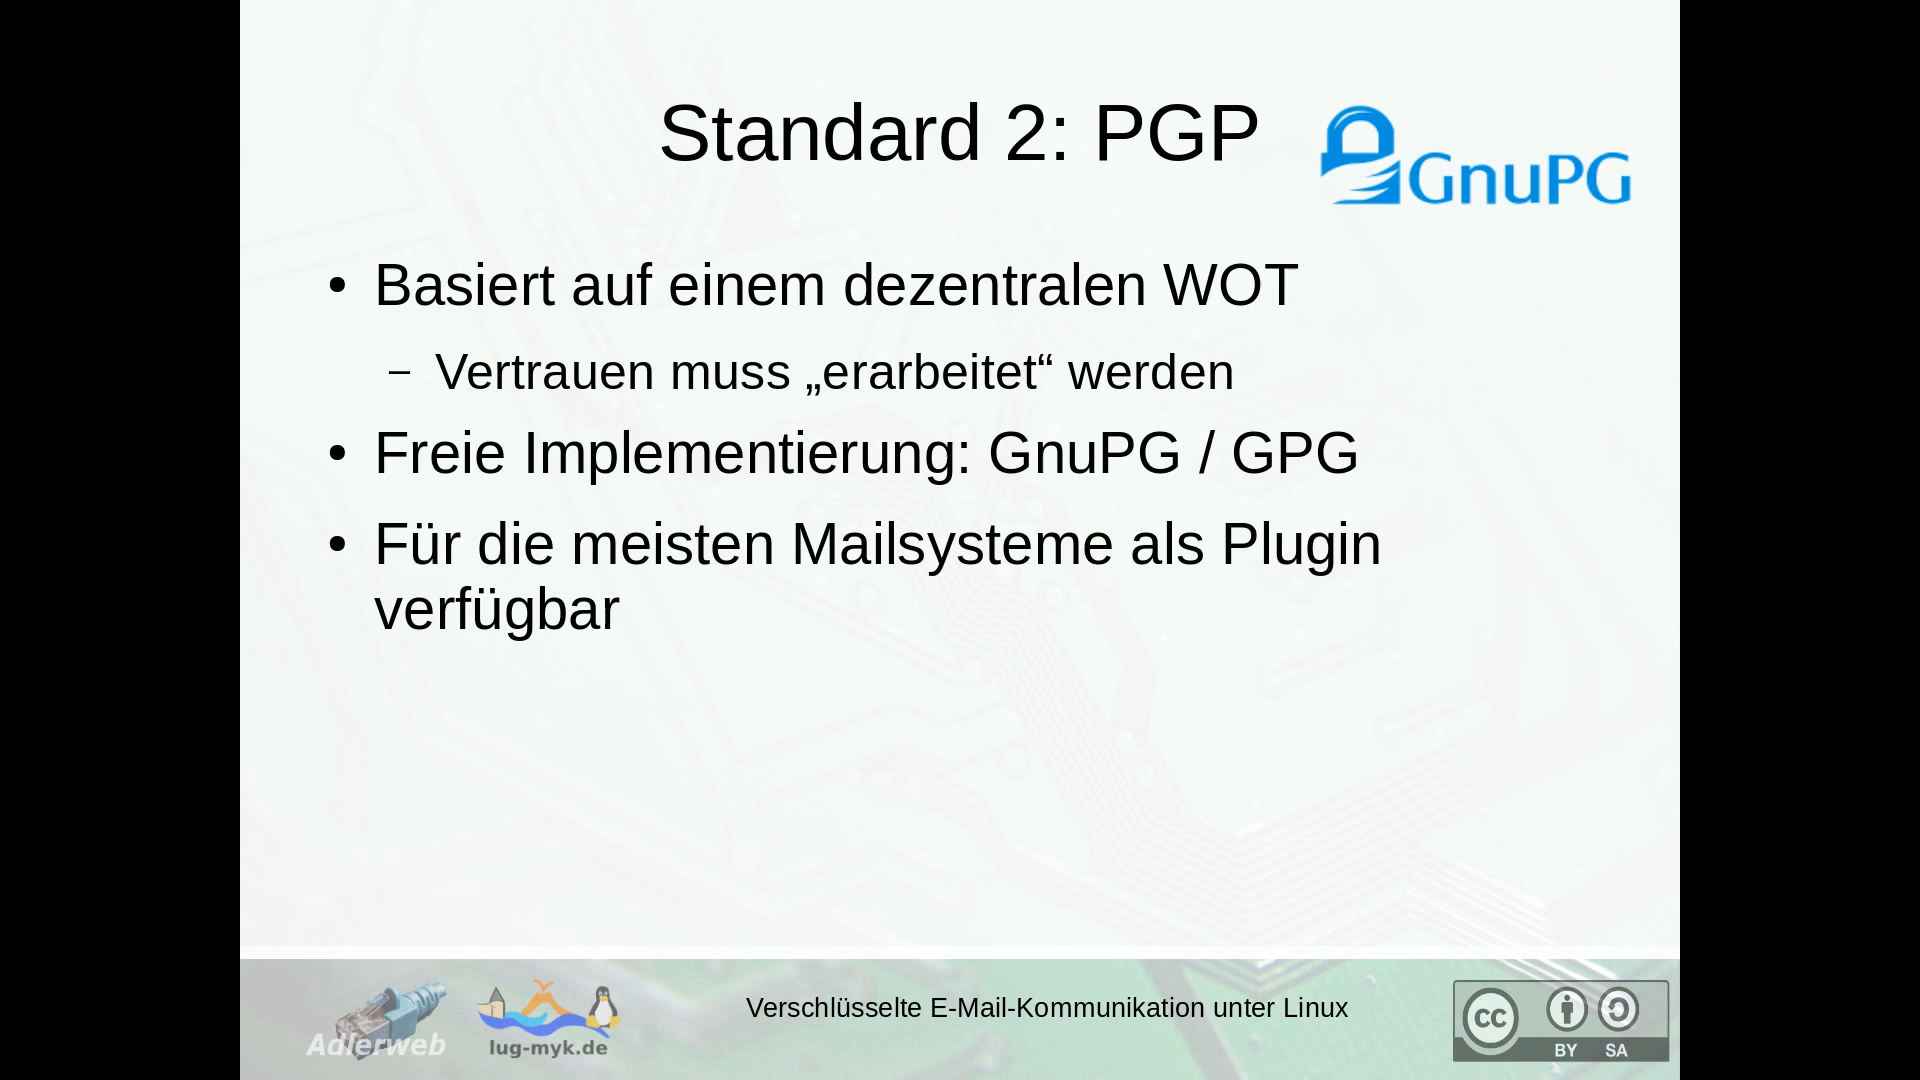 Standard 2: PGP
GnuPG
• Basiert auf einem dezentralen WOT
– Vertrauen muss „erarbeitet“ werden
• Freie Implementierung: GnuPG / GPG
• Für die meisten Mailsysteme als Plugin
verfügbar
Adlerweb
lug-myk.de
Verschlüsselte E-Mail-Kommunikation unter Linux
cc
BY SA